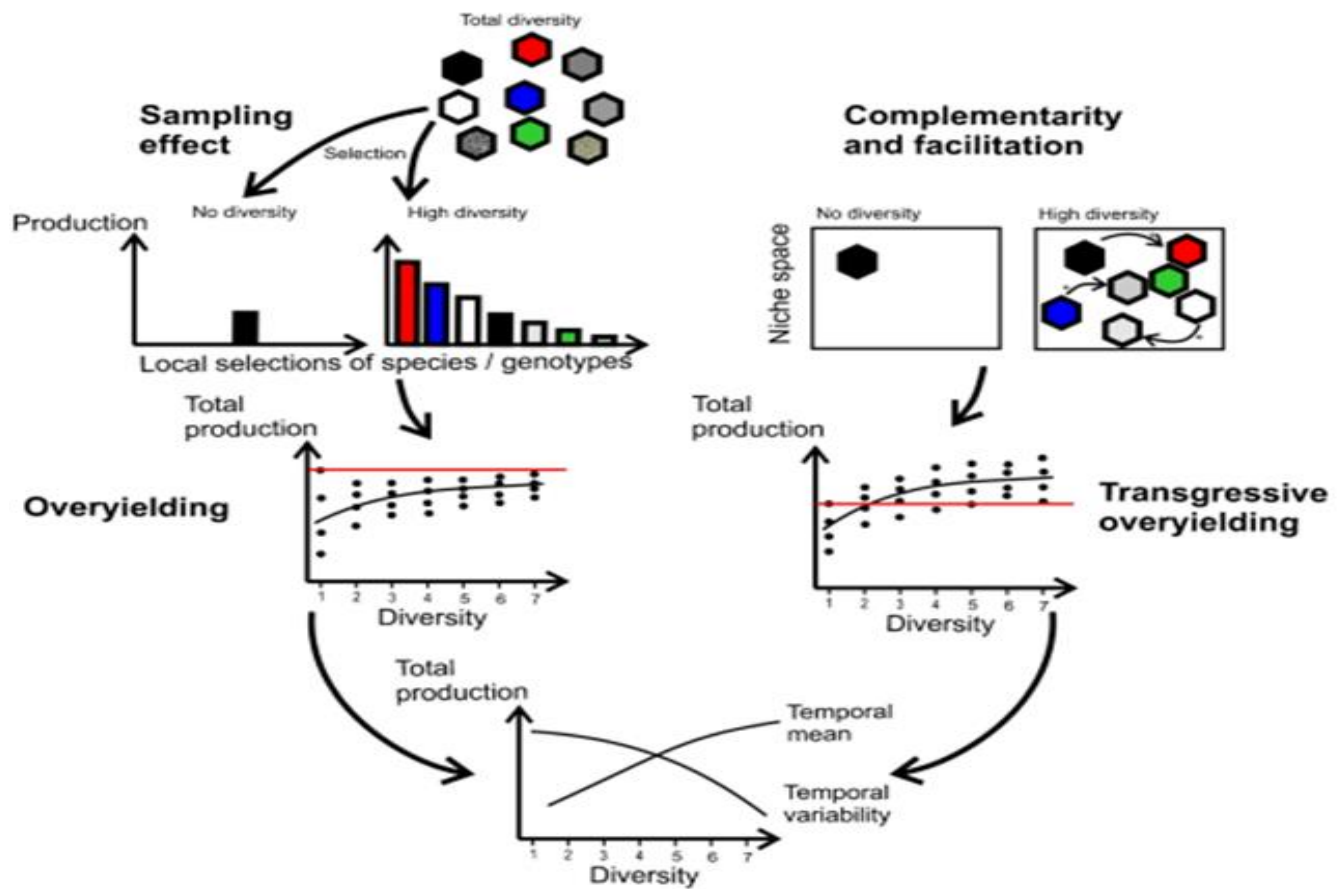 Total diversity
Sampling
effect
Complementarity
and facilitation
Selection
Production
No diversity
High diversity
No diversity
High diversity
Niche space
+
+
Local selections of species / genotypes
Total
production
Total
production
Overyielding
Transgressive
overyielding
1 2 3 4 5 6 7
Diversity
1 2 3 4 5 6 7
Diversity
Total
production
Temporal
mean
Temporal
variability
1 2 3 4 5 6 7
Diversity